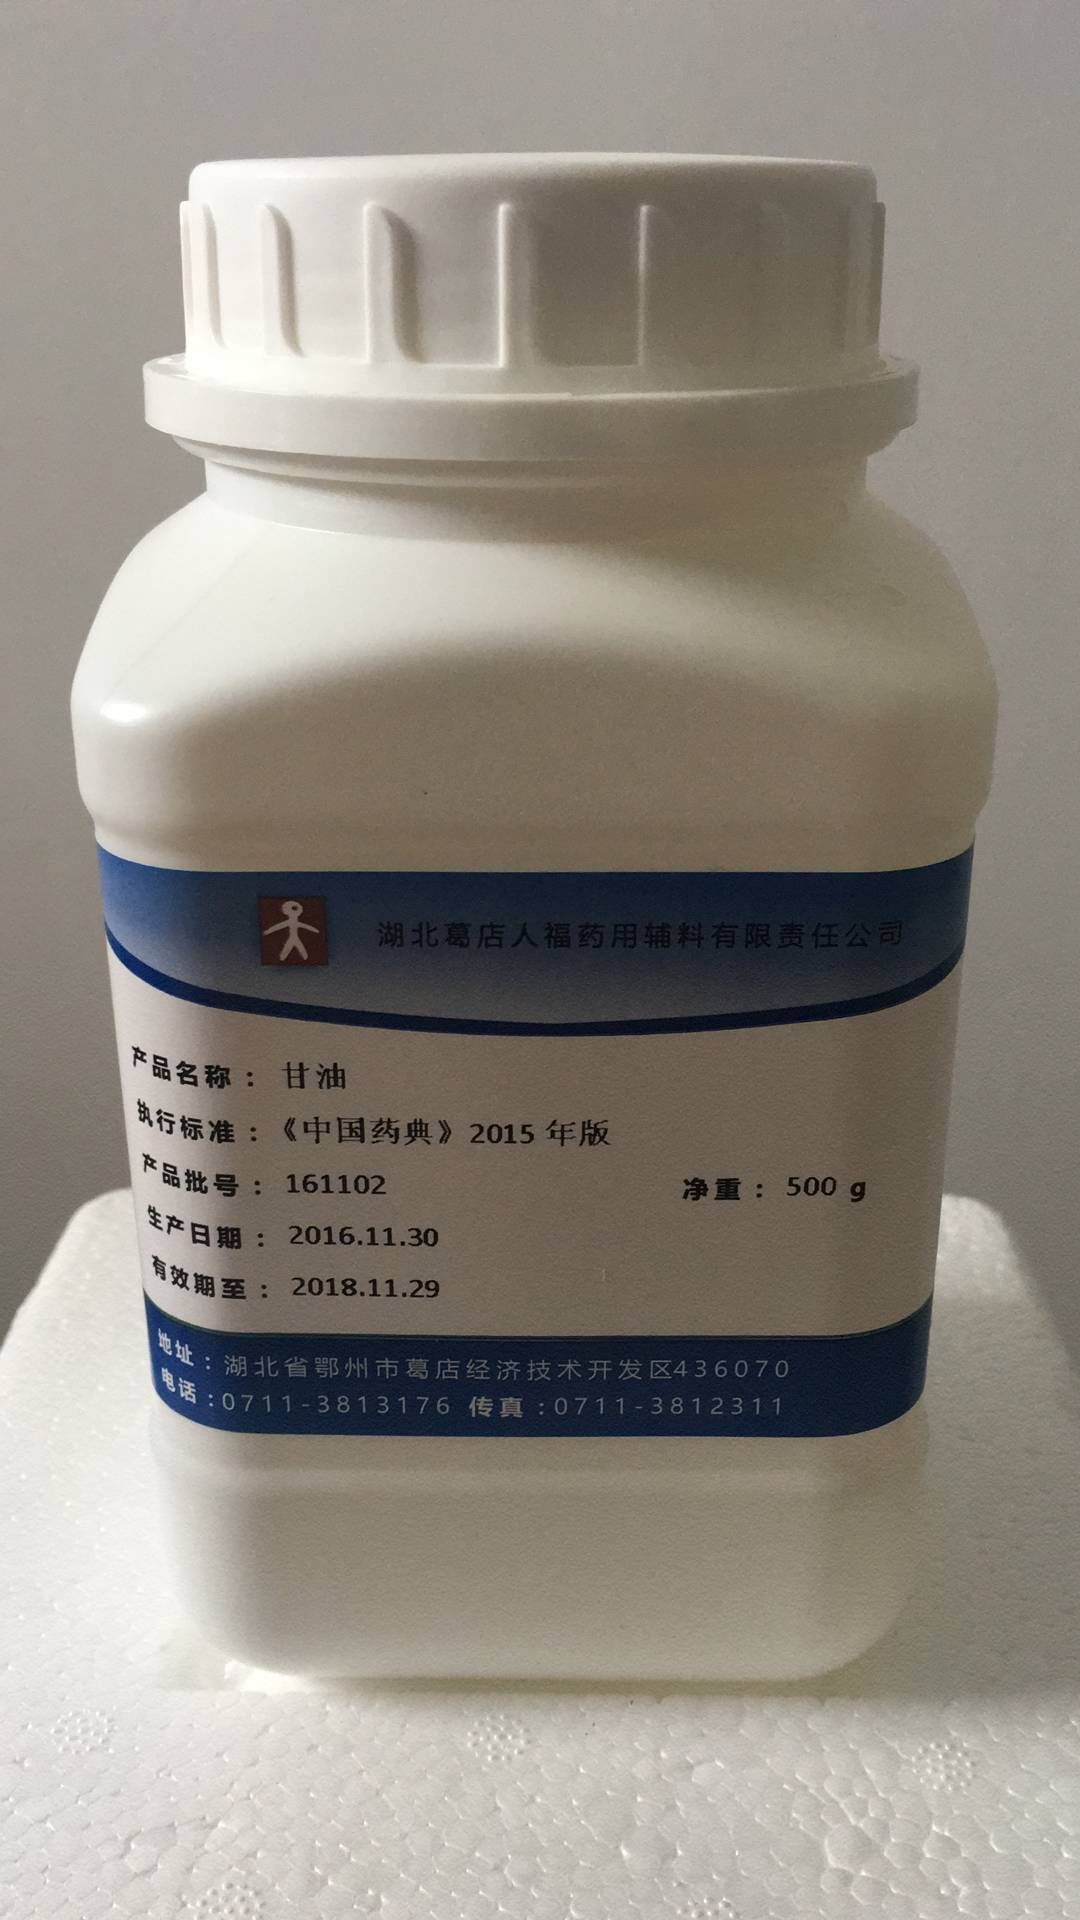 湖北葛店人福药用辅料有限责任公司
产品名称：甘油
执行标准：《中国药典》2015 年版
产品批号：161102 净重：500 g
生产日期：2016.11.30
有效期至：2018.11.29
地址：湖北省鄂州市葛店经济技术开发区436070
电话:0711-3813176 传真:0711-3812311